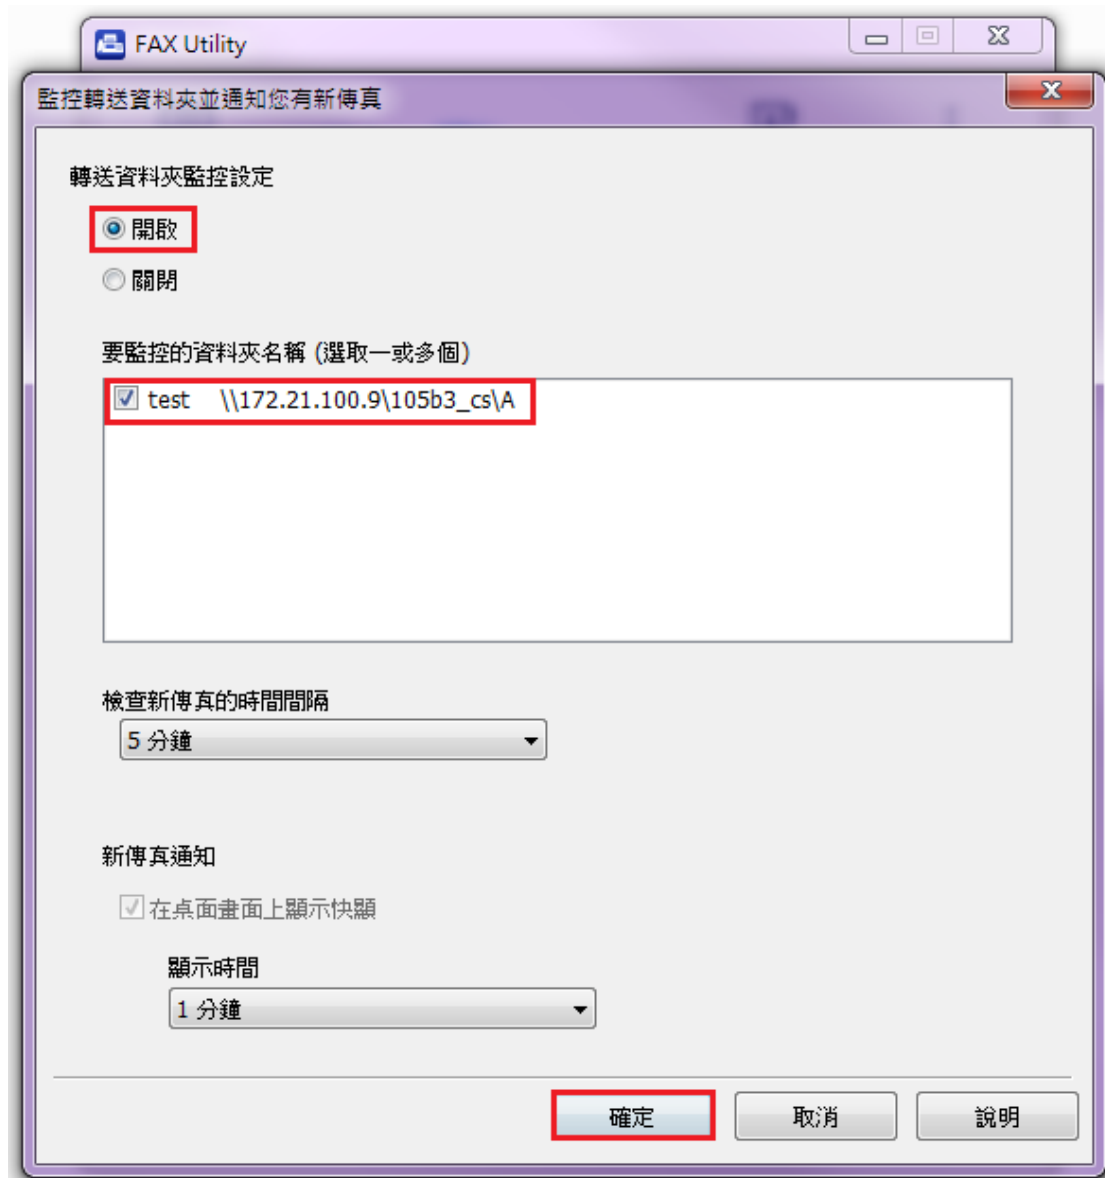 FAX Utility
監控轉送資料夾並通知您有新傳真
轉送資料夾監控設定
開啟
關閉
要監控的資料夾名稱 (選取一或多個)
test \\172.21.100.9\105b3_cs\A
檢查新傳真的時間間隔
5 分鐘
新傳真通知
在桌面畫面上顯示快顯
顯示時間
1 分鐘
確定 取消 說明